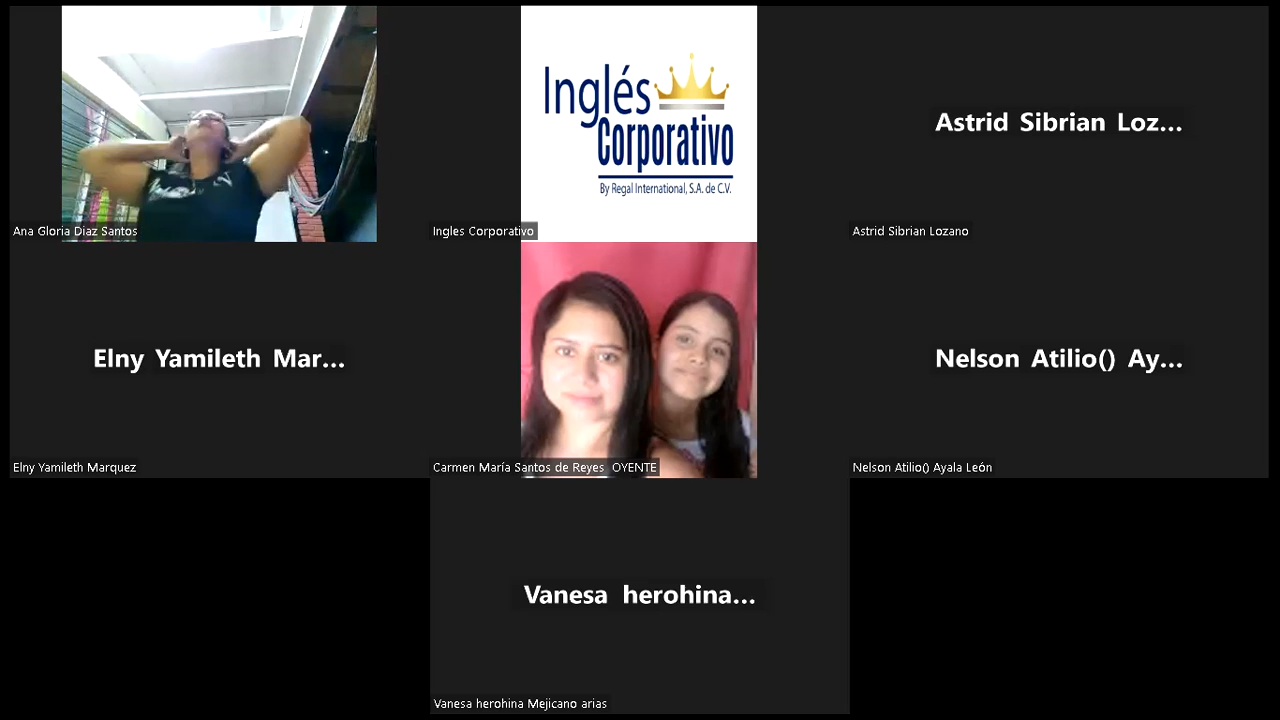 Inglés
Corporativo
By Regal International, S.A. de C.V.
Astrid Sibrian Loz...
Ana Gloria Diaz Santos
Ingles Corporativo
Astrid Sibrian Lozano
Elny Yamileth Mar...
Nelson Atilio() Ay...
Elny Yamileth Marquez
Carmen María Santos de Reyes OYENTE
Nelson Atilio() Ayala León
Vanesa herohina...
Vanesa herohina Mejicano arias